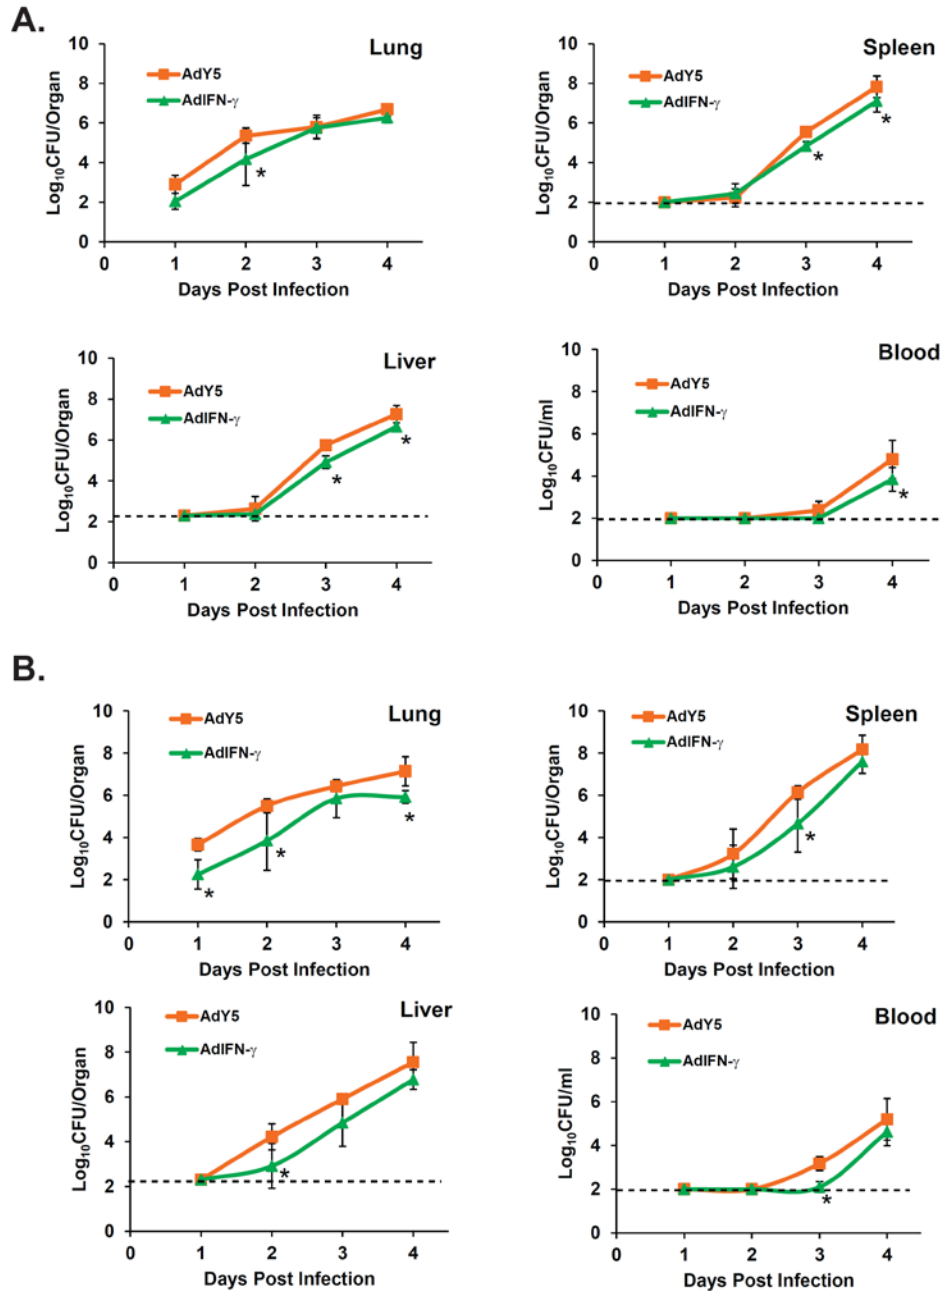 A.
Lung
Log₁₀CFU/Organ
10
8
6
4
2
0
AdY5
AdIFN-γ
*
0 1 2 3 4
Days Post Infection
Spleen
Log₁₀CFU/Organ
10
8
6
4
2
0
AdY5
AdIFN-γ
*
*
0 1 2 3 4
Days Post Infection
Liver
Log₁₀CFU/Organ
10
8
6
4
2
0
AdY5
AdIFN-γ
*
*
0 1 2 3 4
Days Post Infection
Blood
Log₁₀CFU/ml
10
8
6
4
2
0
AdY5
AdIFN-γ
*
0 1 2 3 4
Days Post Infection
B.
Lung
Log₁₀CFU/Organ
10
8
6
4
2
0
AdY5
AdIFN-γ
*
*
*
0 1 2 3 4
Days Post Infection
Spleen
Log₁₀CFU/Organ
10
8
6
4
2
0
AdY5
AdIFN-γ
*
0 1 2 3 4
Days Post Infection
Liver
Log₁₀CFU/Organ
10
8
6
4
2
0
AdY5
AdIFN-γ
*
0 1 2 3 4
Days Post Infection
Blood
Log₁₀CFU/ml
10
8
6
4
2
0
AdY5
AdIFN-γ
*
0 1 2 3 4
Days Post Infection